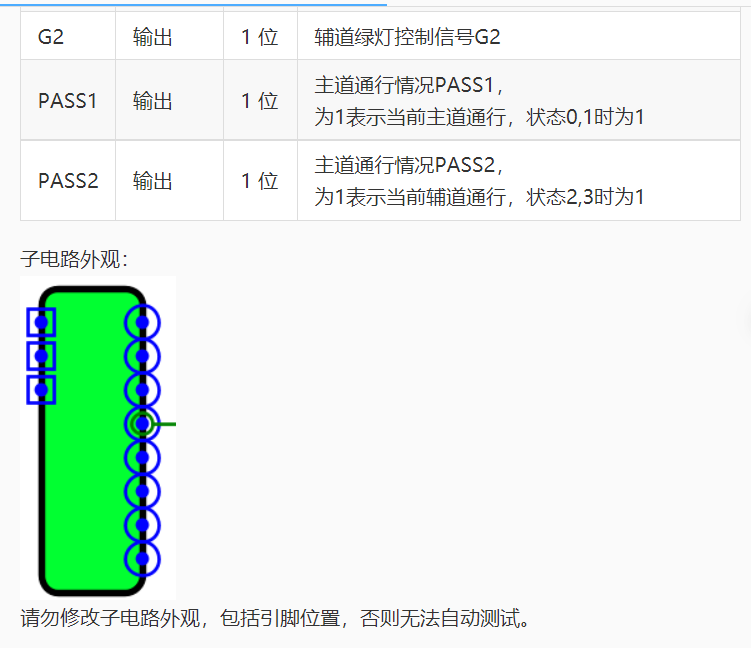 G2 输出 1 位 辅道绿灯控制信号G2
PASS1 输出 1 位 主道通行情况PASS1，
为1表示当前主道通行，状态0,1时为1
PASS2 输出 1 位 主道通行情况PASS2，
为1表示当前辅道通行，状态2,3时为1
子电路外观：
请勿修改子电路外观，包括引脚位置，否则无法自动测试。